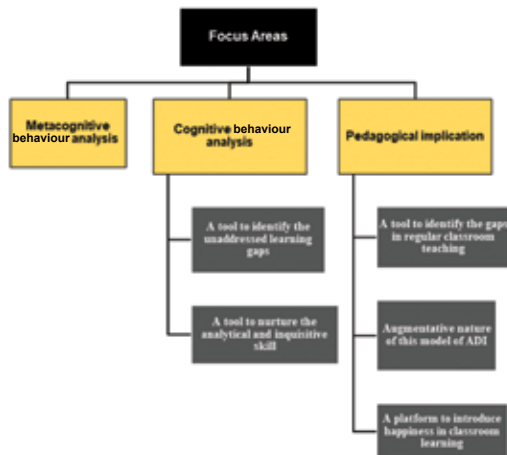 Focus Areas
Metacognitive
behaviour analysis
Cognitive behaviour
analysis
Pedagogical implication
A tool to identify the
unaddressed learning
gaps
A tool to nurture the
analytical and inquisitive
skill
A tool to identify the gaps
in regular classroom
teaching
Augmentative nature
of this model of ADI
A platform to introduce
happiness in classroom
learning